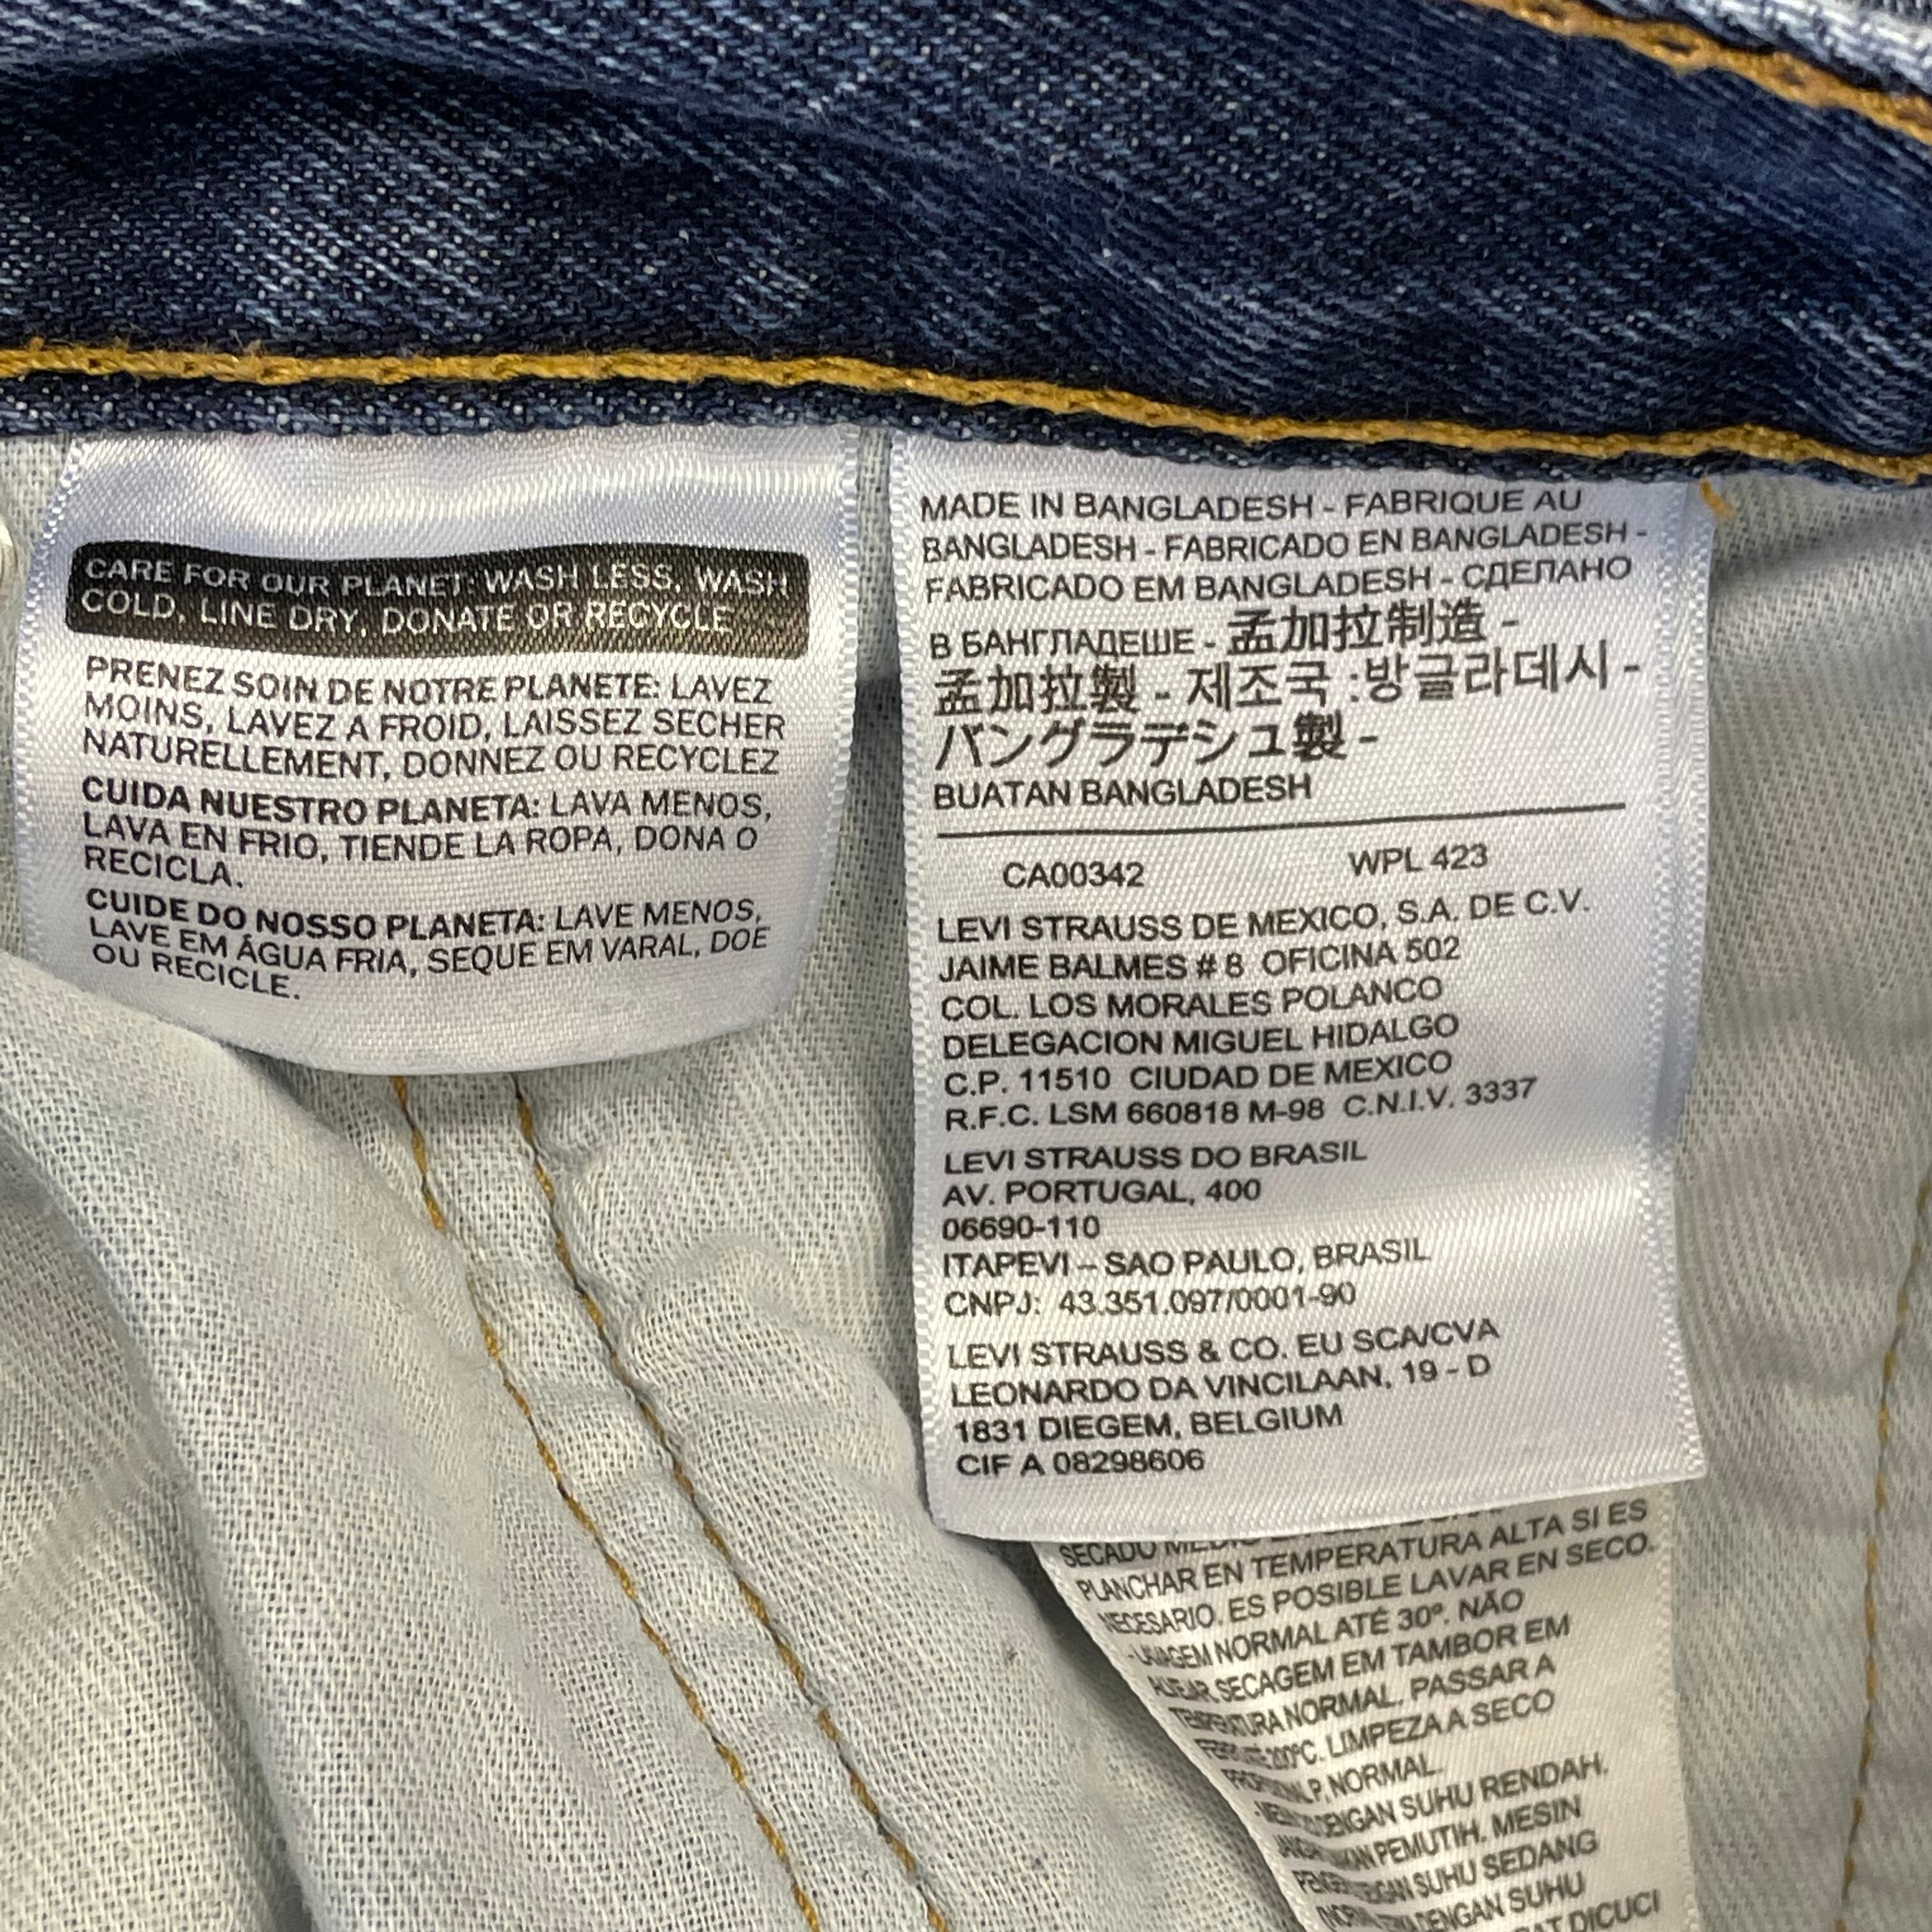 CARE FOR OUR PLANET: WASH LESS, WASH
COLD, LINE DRY, DONATE OR RECYCLE
PRENEZ SOIN DE NOTRE PLANETE: LAVEZ
MOINS, LAVEZ A FROID, LAISSEZ SECHER
NATURELLEMENT, DONNEZ OU RECYCLEZ
CUIDA NUESTRO PLANETA: LAVA MENOS,
LAVA EN FRIO, TIENDE LA ROPA, DONA O
RECICLA.
CUIDE DO NOSSO PLANETA: LAVE MENOS,
LAVE EM ÁGUA FRIA, SEQUE EM VARAL, DOE
OU RECICLE.
MADE IN BANGLADESH - FABRIQUE AU
BANGLADESH - FABRICADO EN BANGLADESH -
FABRICADO EM BANGLADESH - СДЕЛАНО
В БАНГЛАДЕШЕ - 孟加拉制造 -
孟加拉製 - 제조국 :방글라데시 -
バングラデシュ製 -
BUATAN BANGLADESH
CA00342 WPL 423
LEVI STRAUSS DE MEXICO, S.A. DE C.V.
JAIME BALMES # 8 OFICINA 502
COL. LOS MORALES POLANCO
DELEGACION MIGUEL HIDALGO
C.P. 11510 CIUDAD DE MEXICO
R.F.C. LSM 660818 M-98 C.N.I.V. 3337
LEVI STRAUSS DO BRASIL
AV. PORTUGAL, 400
06690-110
ITAPEVI – SAO PAULO, BRASIL
CNPJ: 43.351.097/0001-90
LEVI STRAUSS & CO. EU SCA/CVA
LEONARDO DA VINCILAAN, 19 - D
1831 DIEGEM, BELGIUM
CIF A 08298606
SECADO
PLANCHAR EN TEMPERATURA ALTA SI ES
NECESARIO. ES POSIBLE LAVAR EN SECO.
-LAVAGEM NORMAL ATÉ 30º. NÃO
SECAGEM EM TAMBOR EM
NORMAL. PASSAR A
LIMPEZA A SECO
P. NORMAL.
DENGAN SUHU RENDAH.
PEMUTIH. MESIN
SUHU SEDANG
DENGAN SUHU
DICUCI